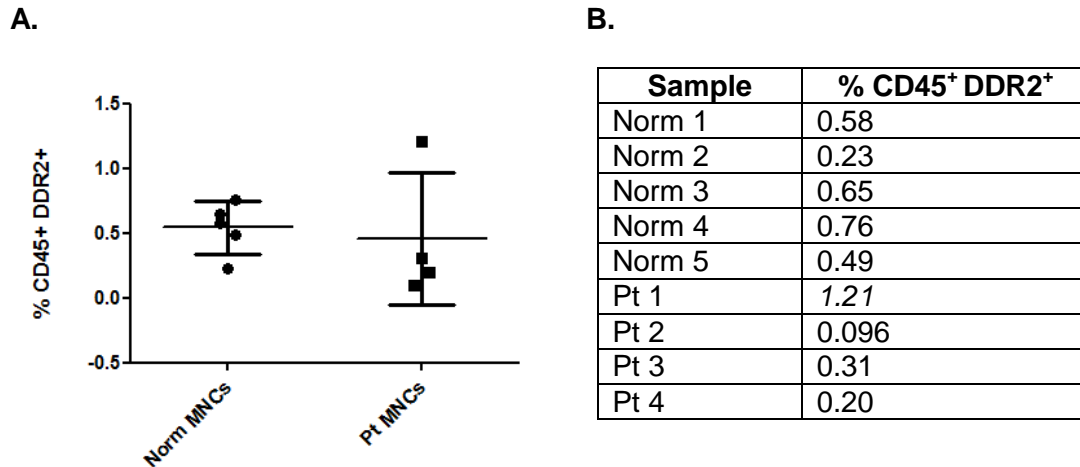 A.
B.
% CD45+ DDR2+
1.5
1.0
0.5
0.0
-0.5
Norm MNCs
Pt MNCs
Sample % CD45⁺ DDR2⁺
Norm 1 0.58
Norm 2 0.23
Norm 3 0.65
Norm 4 0.76
Norm 5 0.49
Pt 1 1.21
Pt 2 0.096
Pt 3 0.31
Pt 4 0.20